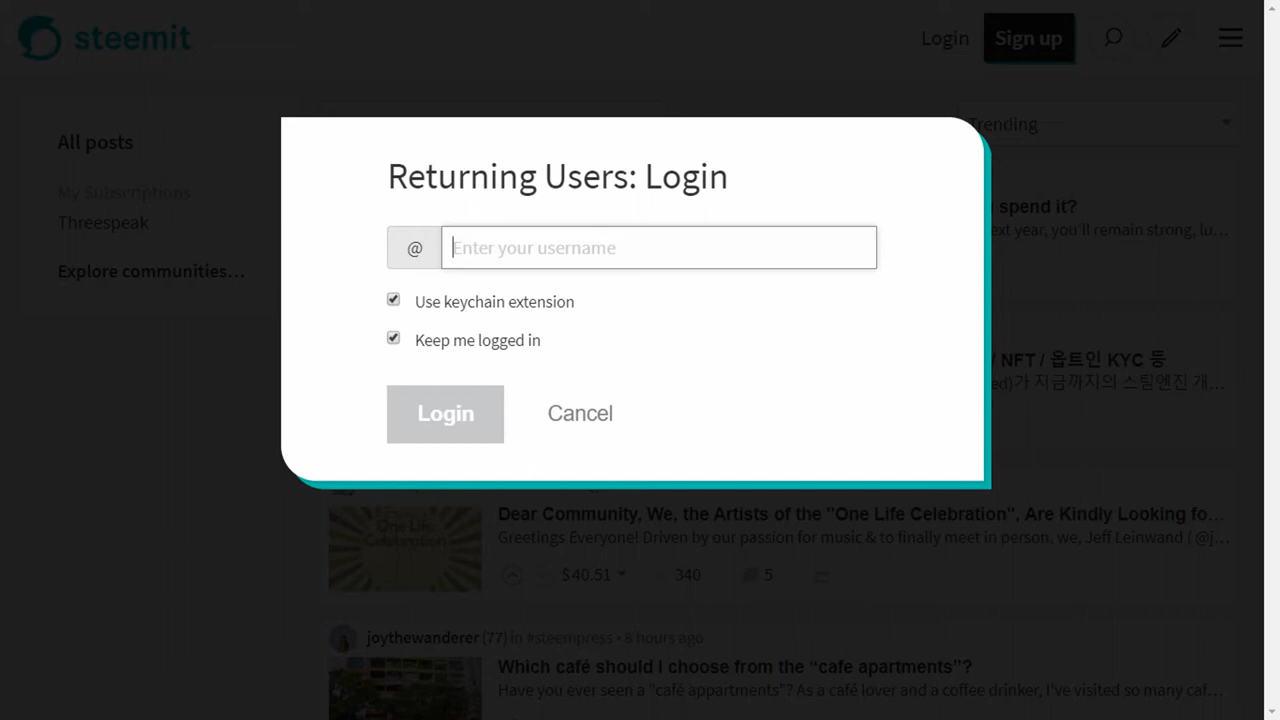 steemit
Login
Sign up
All posts
Trending
My Subscriptions
Threespeak
Explore communities...
Returning Users: Login
@
Enter your username
Use keychain extension
Keep me logged in
Login
Cancel
spend it?
ext year, you'll remain strong, lu...
/ NFT / 옵트인 KYC 등
ed)가 지금까지의 스팀엔진 개...
One Life
Celebration
Dear Community, We, the Artists of the "One Life Celebration", Are Kindly Looking fo...
Greetings Everyone! Driven by our passion for music & to finally meet in person, we, Jeff Leinwand ( @j...
$40.51
340
5
joythewanderer (77) in #steempress • 8 hours ago
Which café should I choose from the “cafe apartments”?
Have you ever seen a "café appartments"? As a café lover and a coffee drinker, I've visited so many caf...